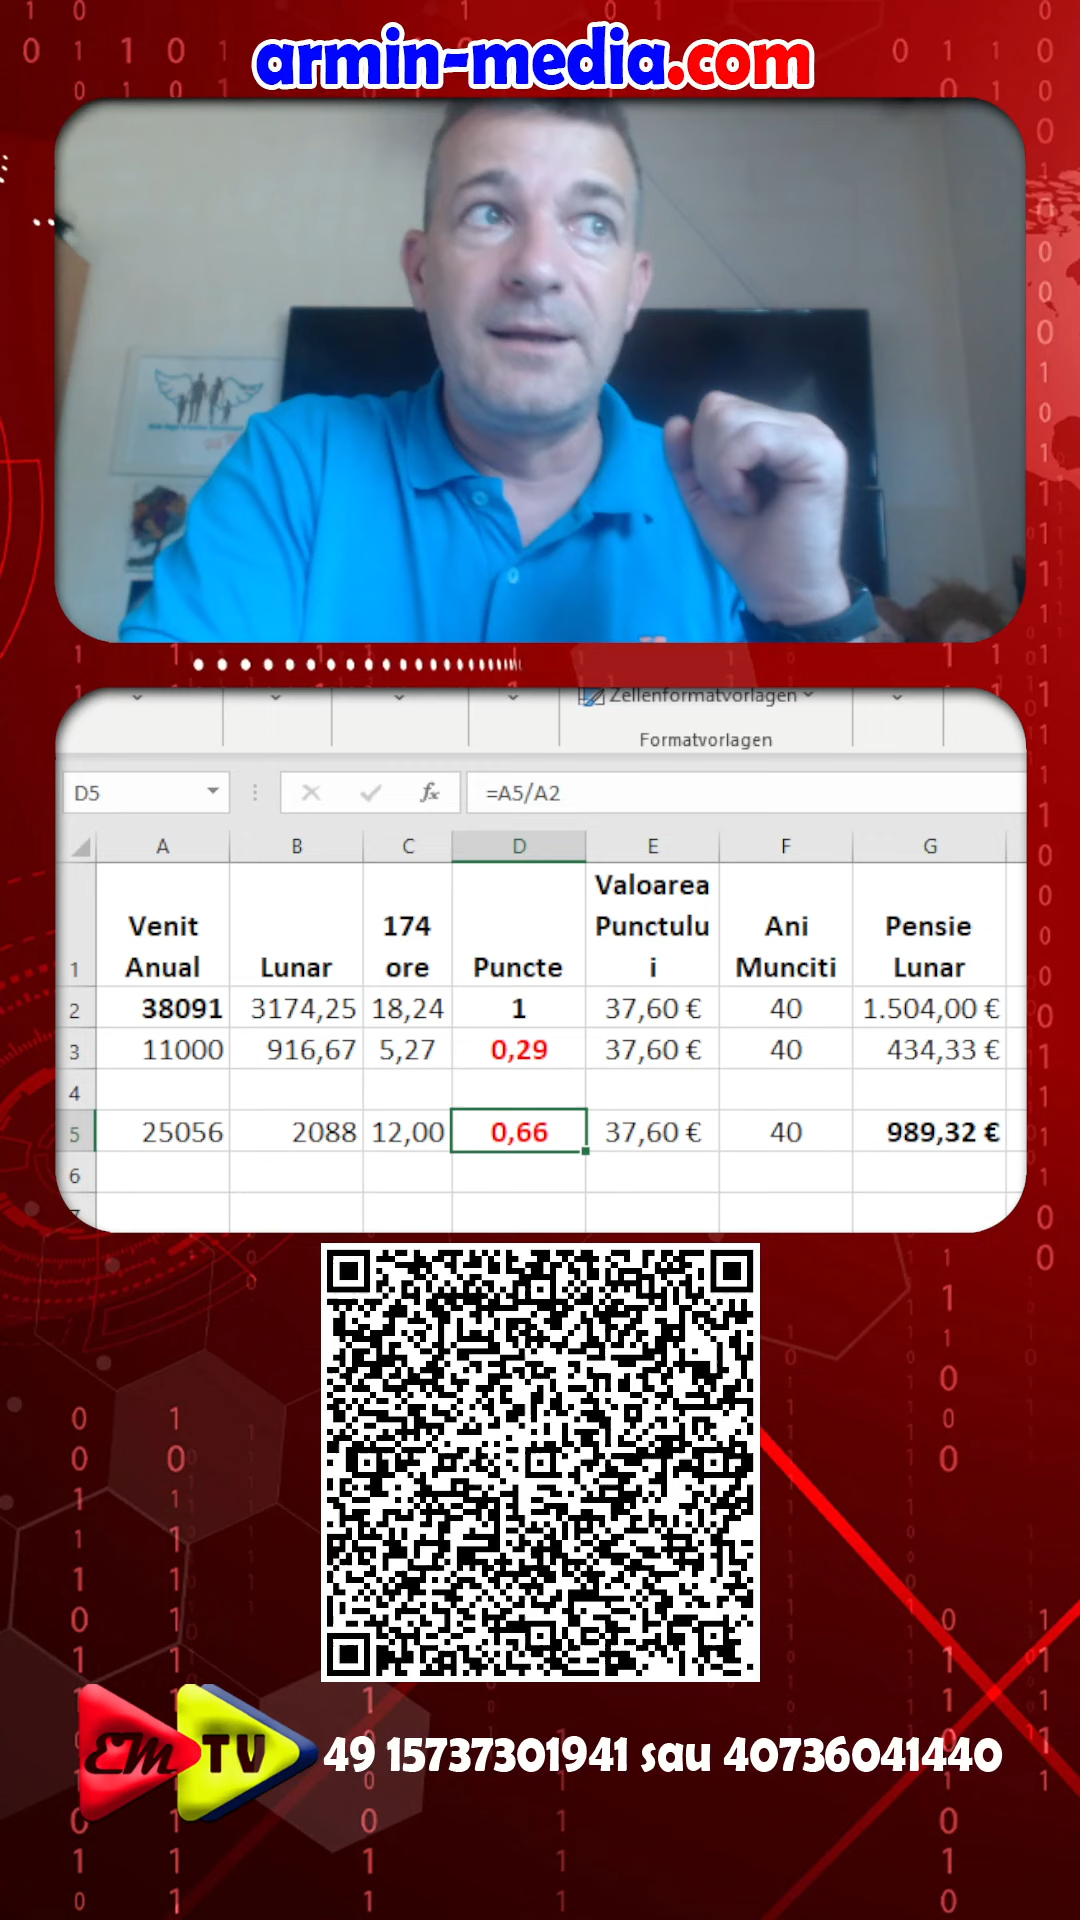 armin-media.com
Zellenformatvorlagen
Formatvorlagen
D5 fx =A5/A2
A B C D E F G
1 Venit Anual Lunar 174 ore Puncte Valoarea Punctului Ani Munciti Pensie Lunar
2 38091 3174,25 18,24 1 37,60 € 40 1.504,00 €
3 11000 916,67 5,27 0,29 37,60 € 40 434,33 €
4
5 25056 2088 12,00 0,66 37,60 € 40 989,32 €
6
7
EM TV 49 15737301941 sau 40736041440